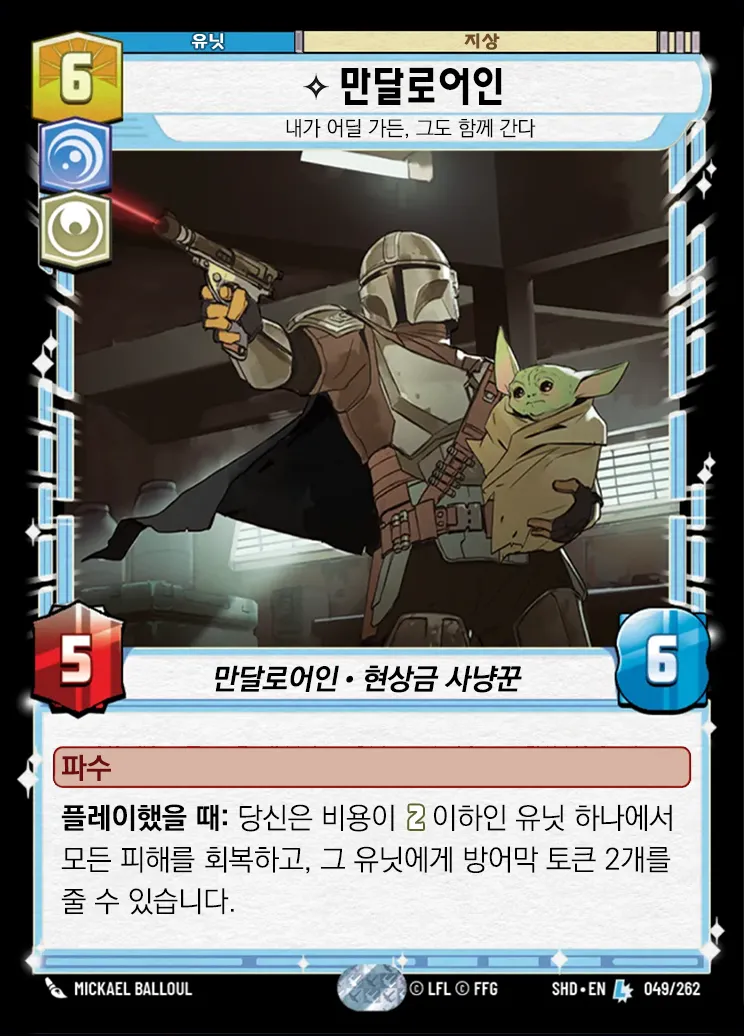 유닛
지상
6
✧ 만달로어인
내가 어딜 가든, 그도 함께 간다
5
6
만달로어인 • 현상금 사냥꾼
파수
플레이했을 때: 당신은 비용이 2 이하인 유닛 하나에서
모든 피해를 회복하고, 그 유닛에게 방어막 토큰 2개를
줄 수 있습니다.
MICKAEL BALLOUL
© LFL © FFG
SHD • EN L 049/262